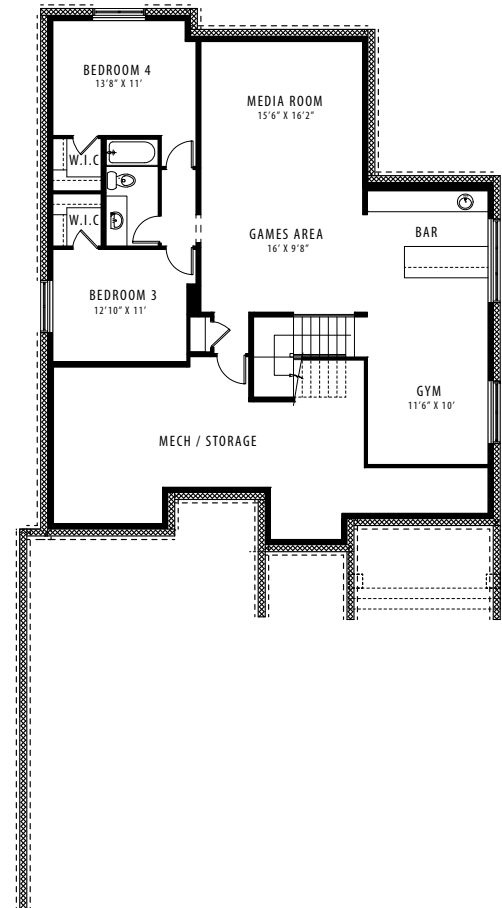 BEDROOM 4
13'8" X 11'
MEDIA ROOM
15'6" X 16'2"
W.I.C
W.I.C
GAMES AREA
16' X 9'8"
BAR
BEDROOM 3
12'10" X 11'
GYM
11'6" X 10'
MECH / STORAGE